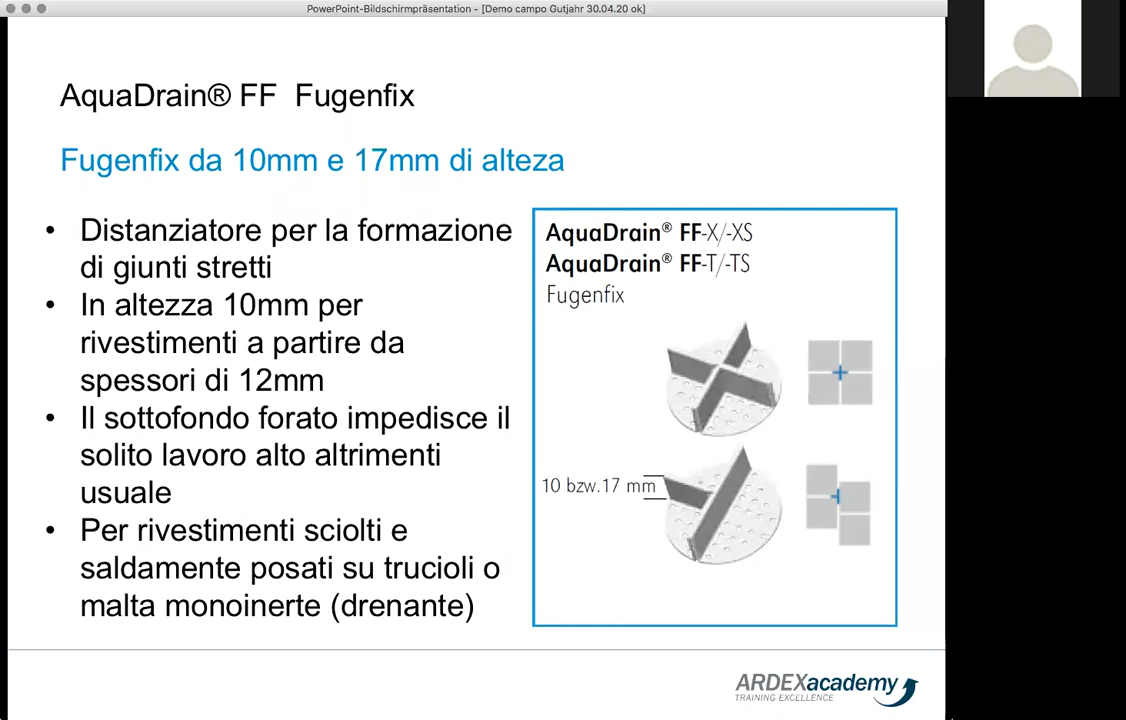 PowerPoint-Bildschirmpräsentation - [Demo campo Gutjahr 30.04.20 ok]
AquaDrain® FF Fugenfix
Fugenfix da 10mm e 17mm di alteza
• Distanziatore per la formazione
di giunti stretti
• In altezza 10mm per
rivestimenti a partire da
spessori di 12mm
• Il sottofondo forato impedisce il
solito lavoro alto altrimenti
usuale
• Per rivestimenti sciolti e
saldamente posati su trucioli o
malta monoinerte (drenante)
AquaDrain® FF-X/-XS
AquaDrain® FF-T/-TS
Fugenfix
10 bzw.17 mm
ARDEXacademy
TRAINING EXCELLENCE